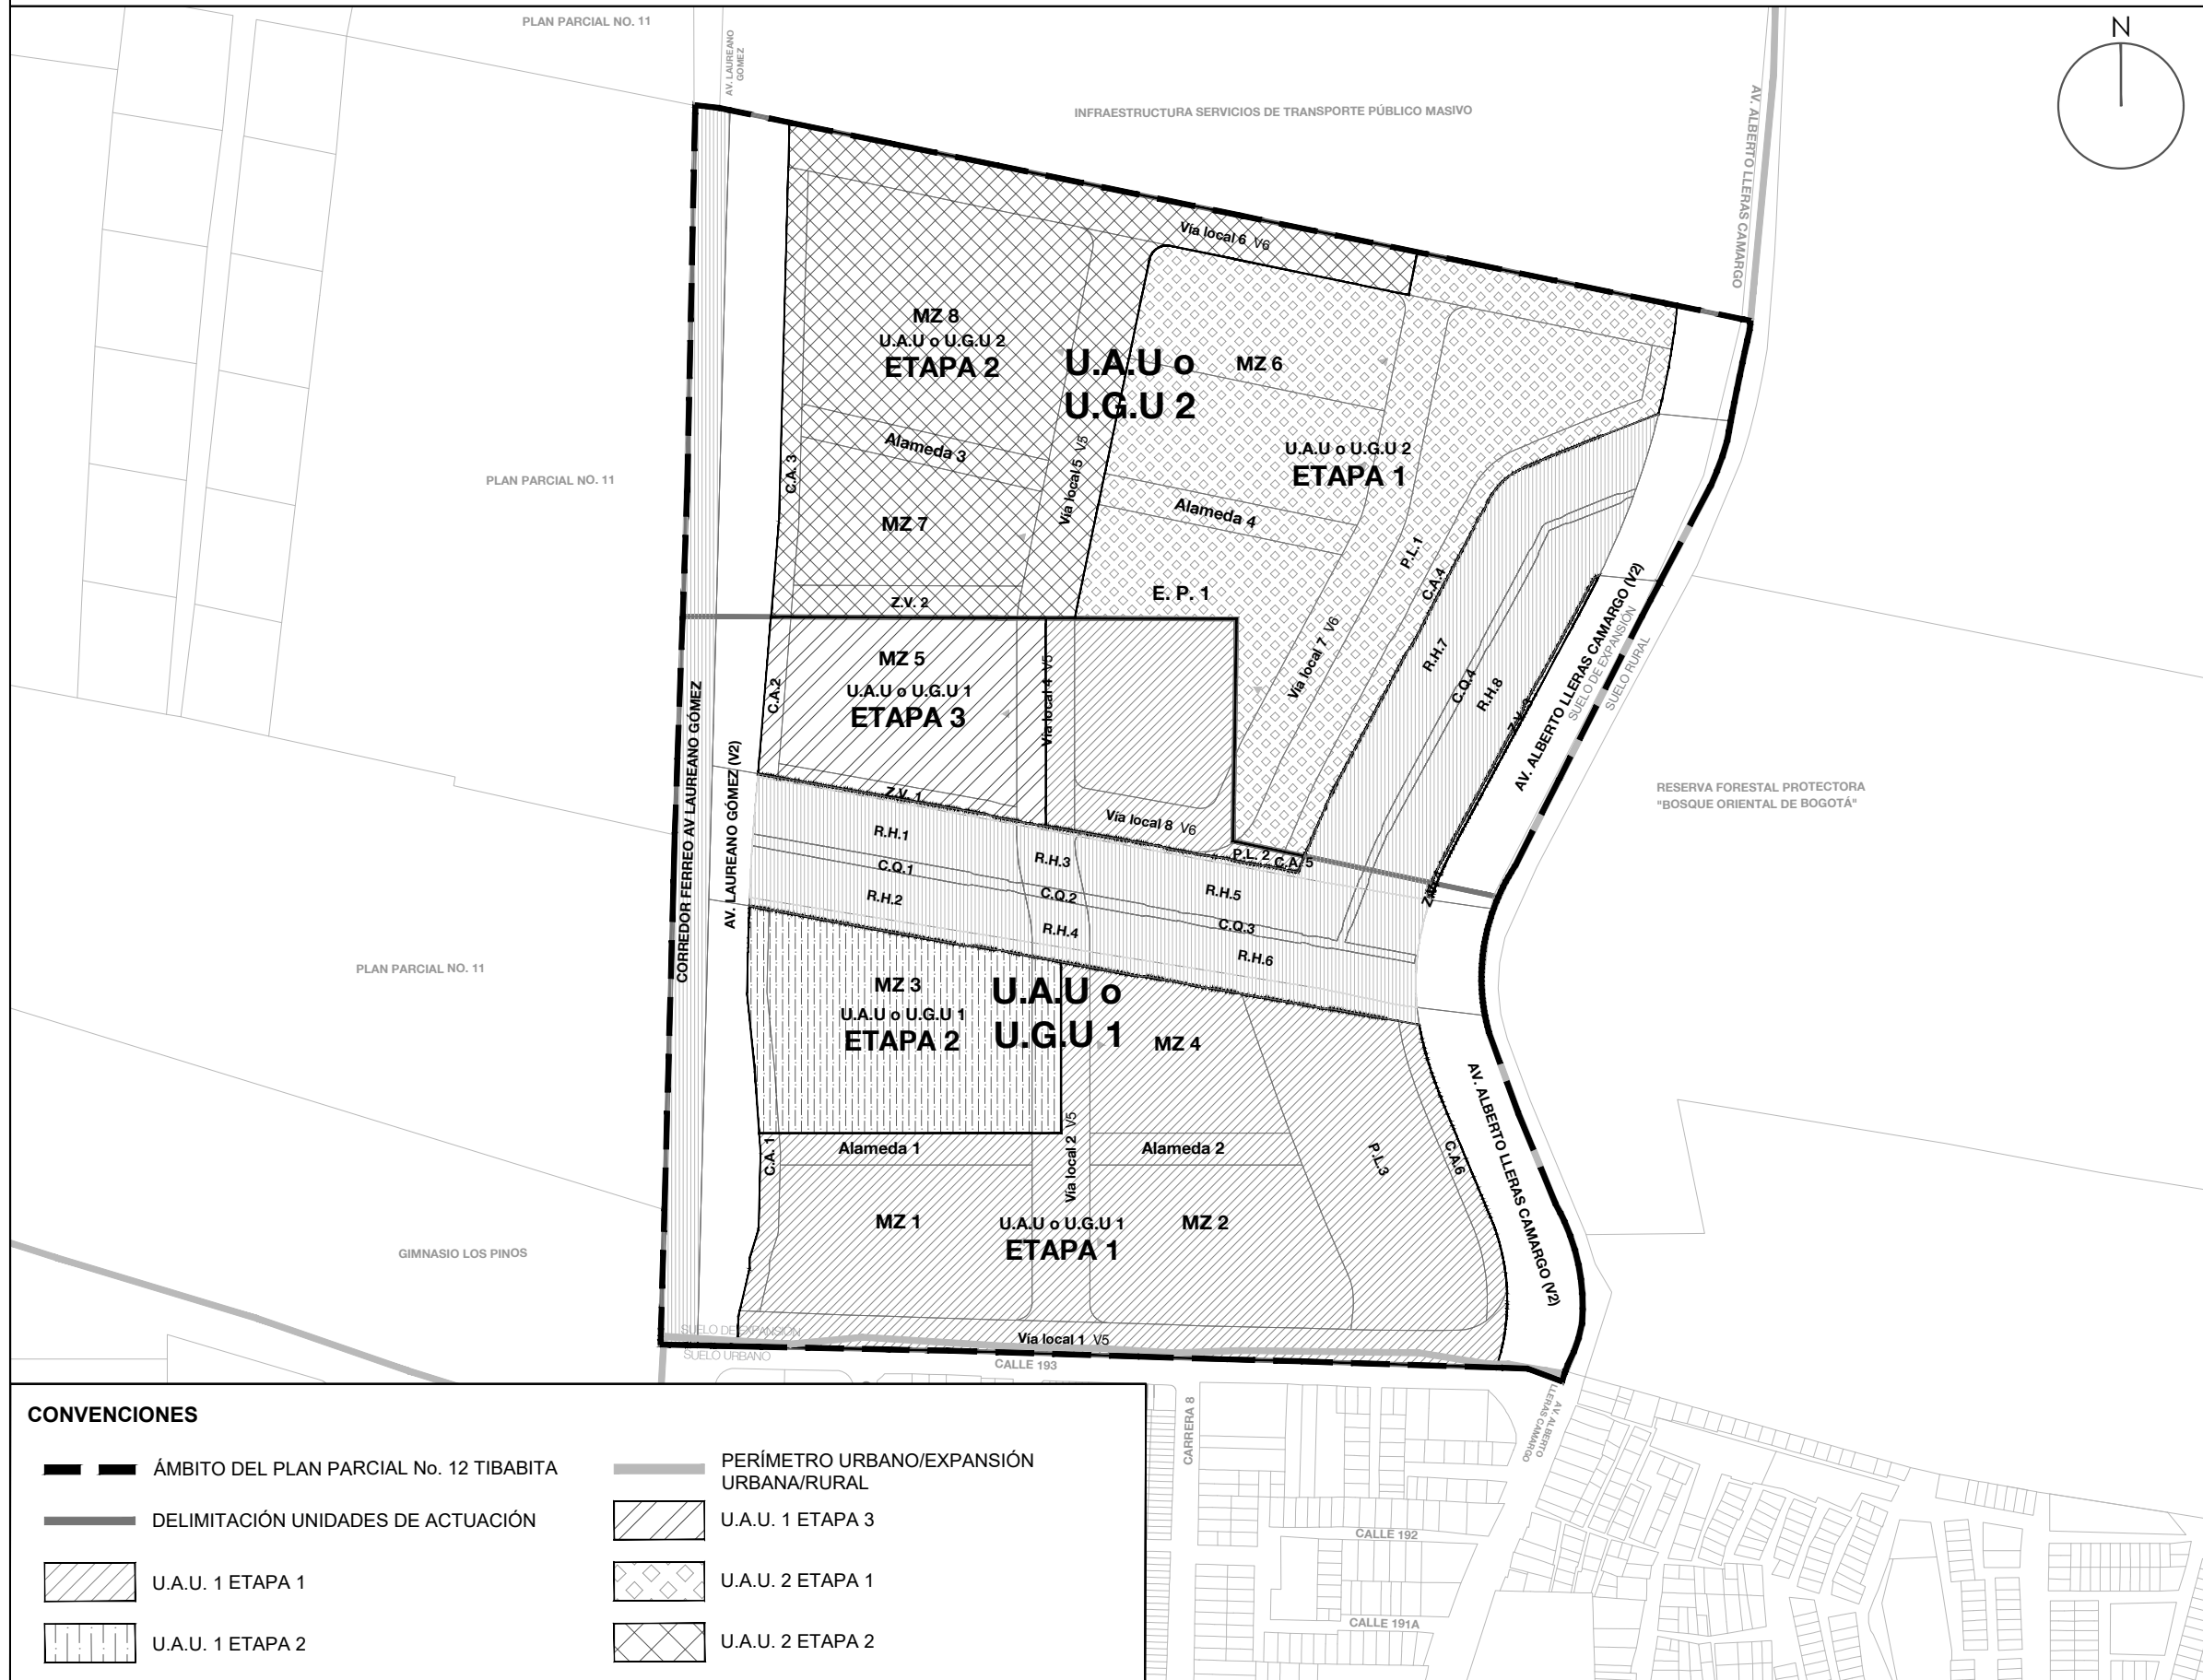 PLAN PARCIAL NO. 11
AV. LAUREANO
GOMEZ
N
INFRAESTRUCTURA SERVICIOS DE TRANSPORTE PÚBLICO MASIVO
AV. ALBERTO LLERAS CAMARGO
Vía local 6 V6
MZ 8
U.A.U o U.G.U 2
ETAPA 2
U.A.U o
U.G.U 2
MZ 6
U.A.U o U.G.U 2
ETAPA 1
Alameda 3
C.A. 3
Vía local 5 V5
PLAN PARCIAL NO. 11
MZ 7
Alameda 4
P.L.1
C.A.4
E. P. 1
Z.V. 2
MZ 5
U.A.U o U.G.U 1
ETAPA 3
C.A.2
Vía local 4 V5
Vía local 7 V6
R.H.7
C.Q.4
R.H.8
Z.V. 3
AV. ALBERTO LLERAS CAMARGO (V2)
SUELO DE EXPANSIÓN
SUELO RURAL
CORREDOR FERREO AV LAUREANO GÓMEZ
AV. LAUREANO GÓMEZ (V2)
RESERVA FORESTAL PROTECTORA
"BOSQUE ORIENTAL DE BOGOTÁ"
Z.V. 1
Vía local 8 V6
R.H.1
R.H.3
P.L. 2
C.A. 5
C.Q.1
C.Q.2
R.H.5
R.H.2
R.H.4
C.Q.3
R.H.6
PLAN PARCIAL NO. 11
MZ 3
U.A.U o U.G.U 1
ETAPA 2
U.A.U o
U.G.U 1
MZ 4
AV. ALBERTO LLERAS CAMARGO (V2)
C.A. 1
Alameda 1
Vía local 2 V5
Alameda 2
P.L.3
C.A.6
MZ 1
U.A.U o U.G.U 1
ETAPA 1
MZ 2
GIMNASIO LOS PINOS
SUELO DE EXPANSIÓN
SUELO URBANO
Vía local 1 V5
CALLE 193
CARRERA 8
AV. ALBERTO
LLERAS CAMARGO
CALLE 192
CALLE 191A
CONVENCIONES
ÁMBITO DEL PLAN PARCIAL No. 12 TIBABITA
DELIMITACIÓN UNIDADES DE ACTUACIÓN
U.A.U. 1 ETAPA 1
U.A.U. 1 ETAPA 2
PERÍMETRO URBANO/EXPANSIÓN
URBANA/RURAL
U.A.U. 1 ETAPA 3
U.A.U. 2 ETAPA 1
U.A.U. 2 ETAPA 2